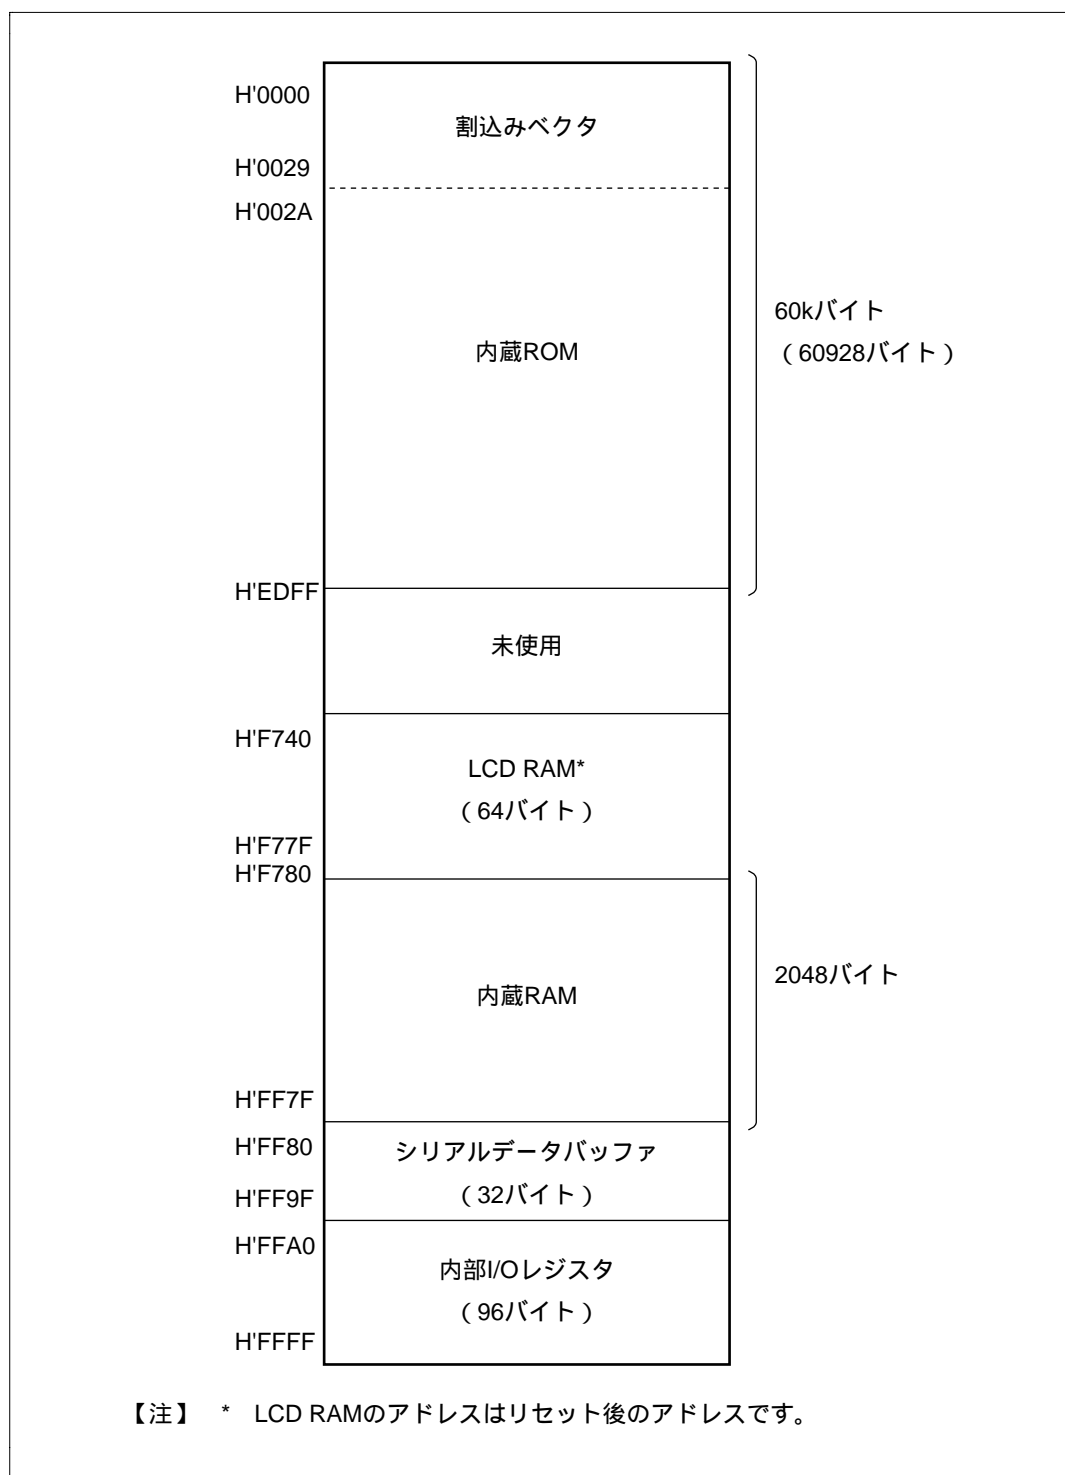 H'0000
割込みベクタ
H'0029
H'002A
60kバイト
（60928バイト）
内蔵ROM
H'EDFF
未使用
H'F740
LCD RAM*
（64バイト）
H'F77F
H'F780
2048バイト
内蔵RAM
H'FF7F
H'FF80
シリアルデータバッファ
（32バイト）
H'FF9F
H'FFA0
内部I/Oレジスタ
（96バイト）
H'FFFF
【注】 * LCD RAMのアドレスはリセット後のアドレスです。